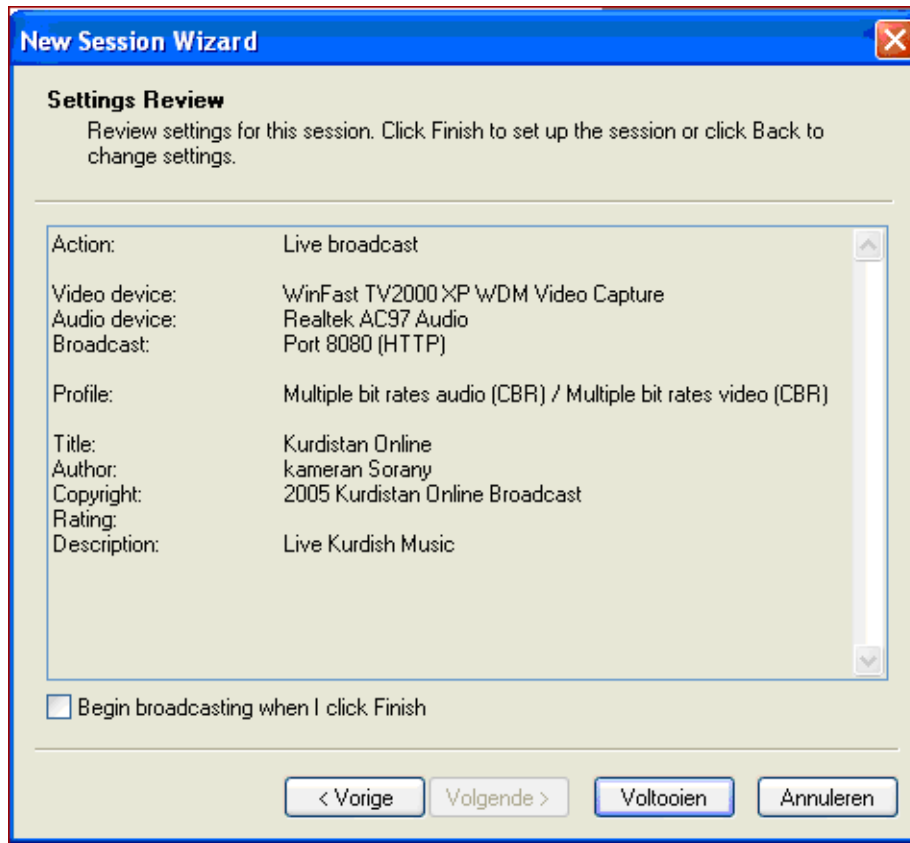 New Session Wizard
Settings Review
Review settings for this session. Click Finish to set up the session or click Back to
change settings.
Action: Live broadcast
Video device: WinFast TV2000 XP WDM Video Capture
Audio device: Realtek AC97 Audio
Broadcast: Port 8080 (HTTP)
Profile: Multiple bit rates audio (CBR) / Multiple bit rates video (CBR)
Title: Kurdistan Online
Author: kameran Sorany
Copyright: 2005 Kurdistan Online Broadcast
Rating:
Description: Live Kurdish Music
Begin broadcasting when I click Finish
< Vorige Volgende > Voltooien Annuleren